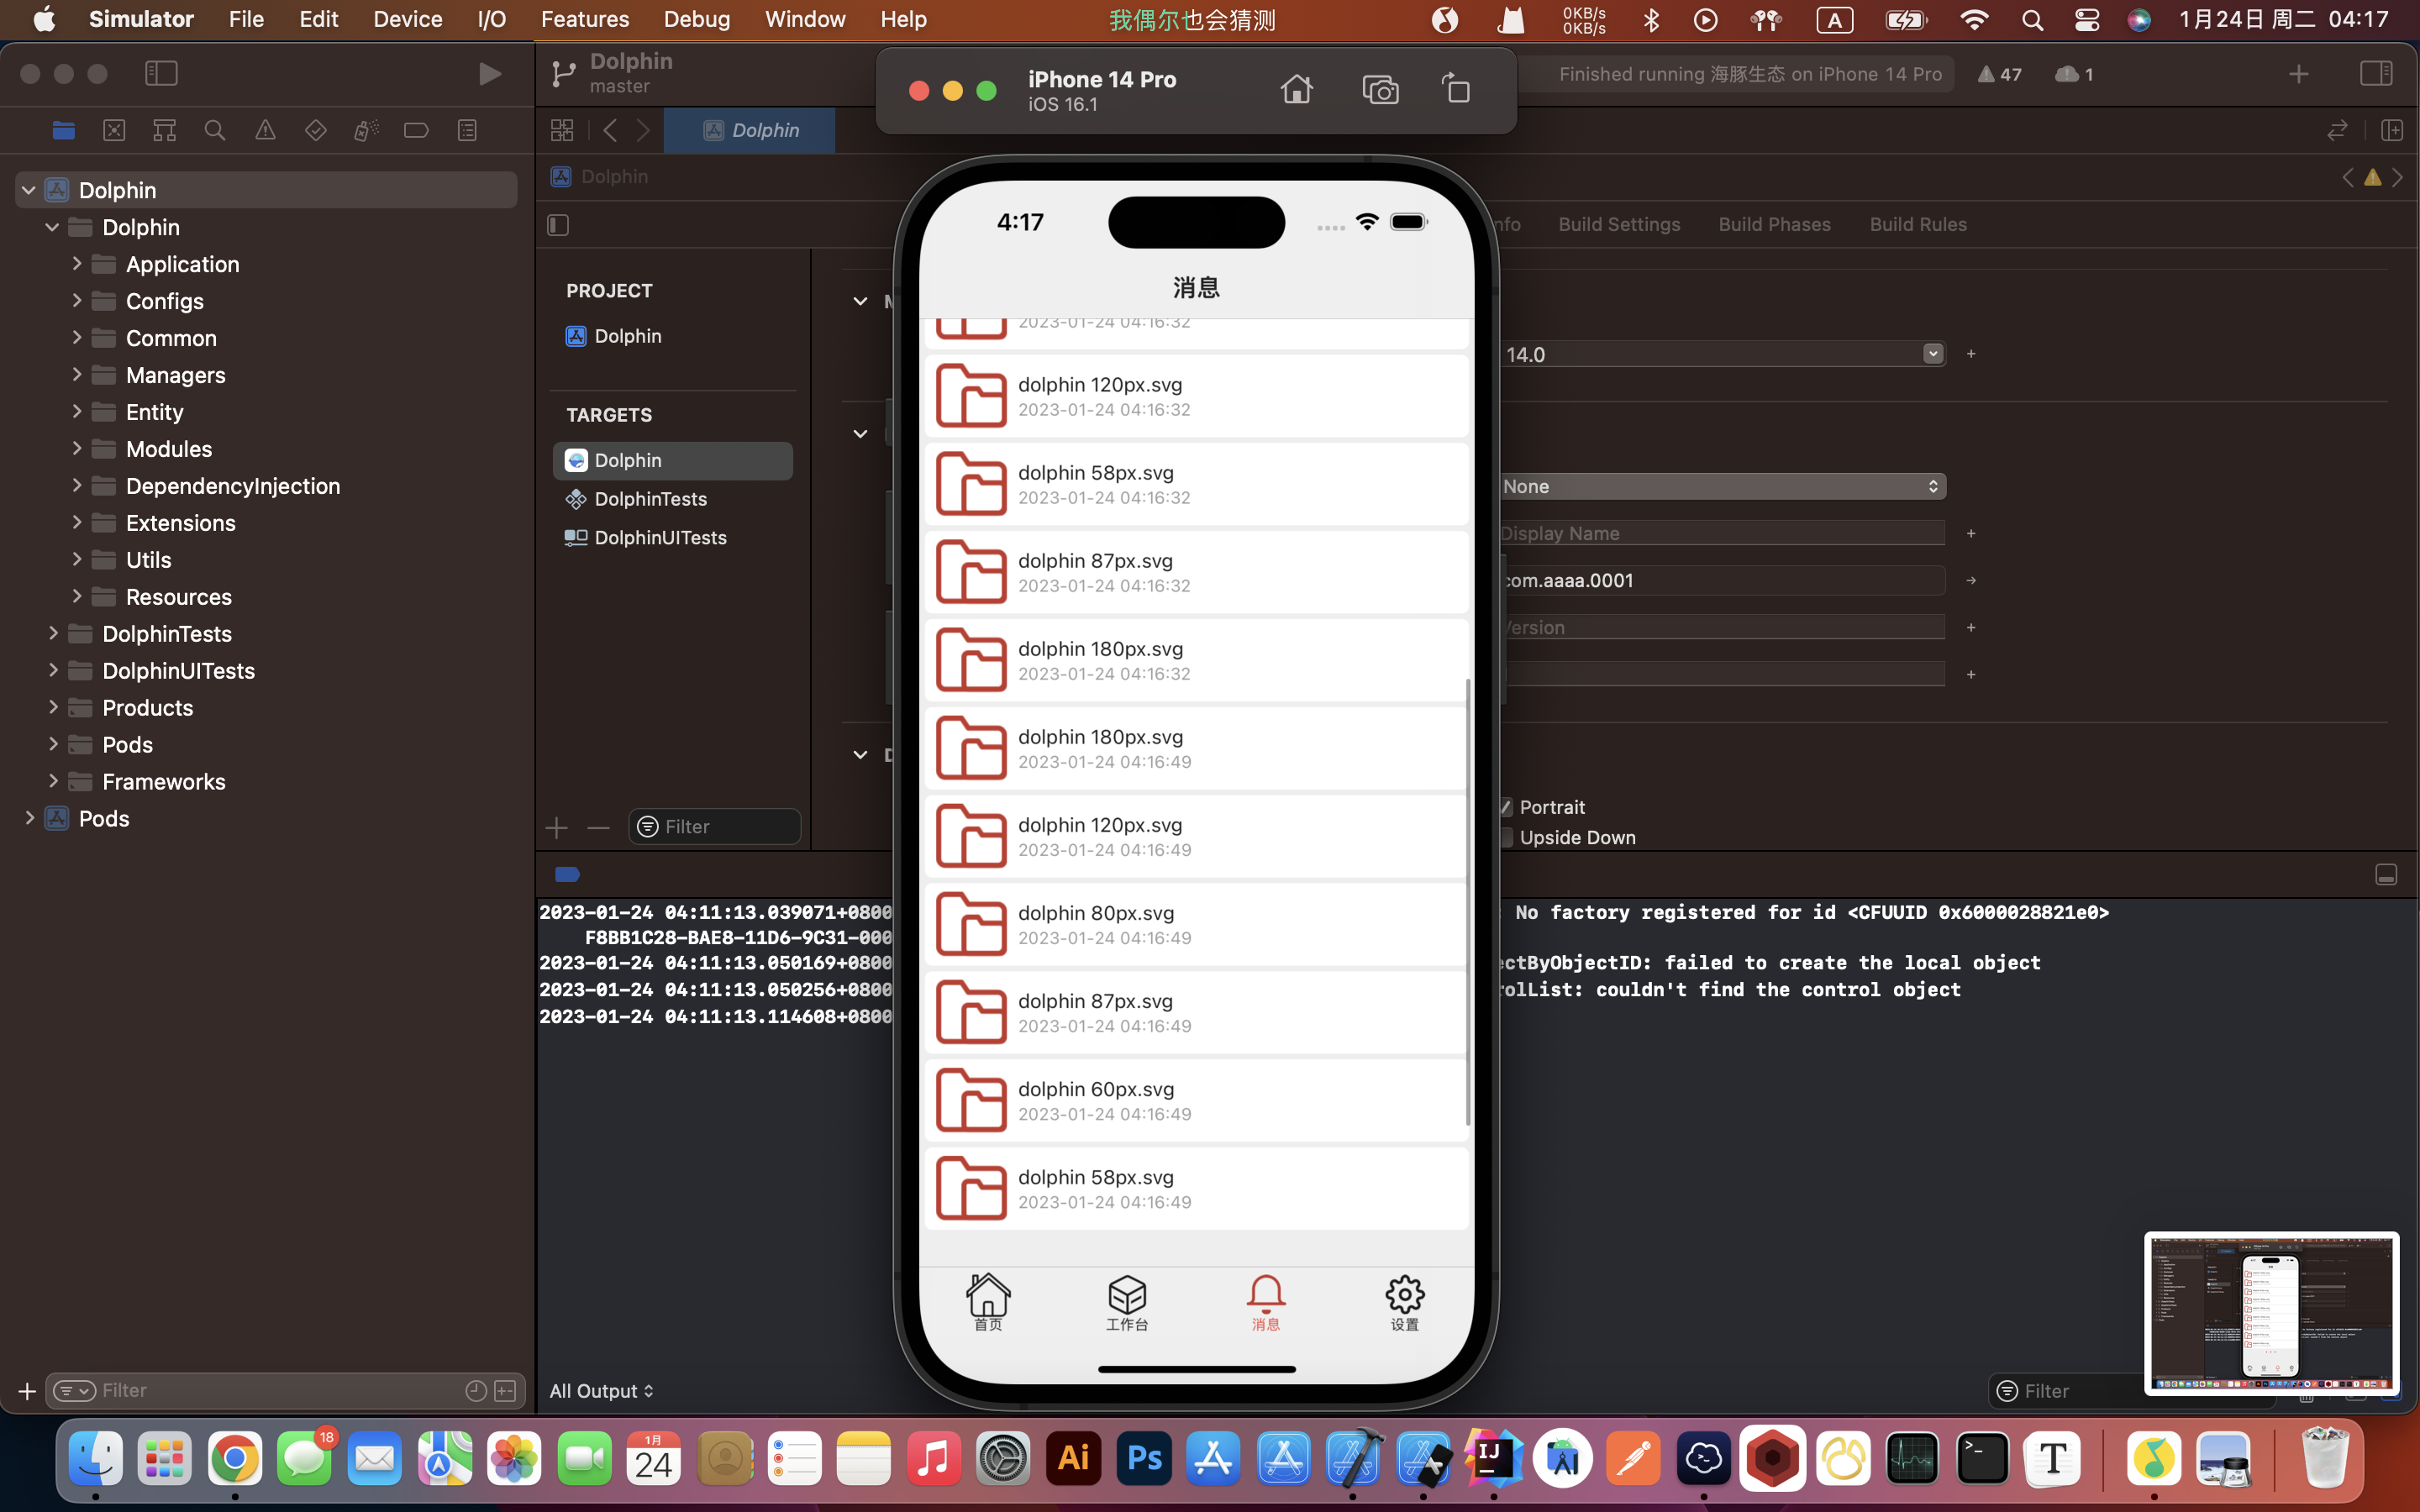 Simulator File Edit Device I/O Features Debug Window Help 我偶尔也会猜测 0KB/s 0KB/s A 1月24日 周二 04:17
Dolphin
master
iPhone 14 Pro
iOS 16.1
Finished running 海豚生态 on iPhone 14 Pro 47 1
Dolphin
Dolphin
Dolphin
Dolphin
Application
Configs
Common
Managers
Entity
Modules
DependencyInjection
Extensions
Utils
Resources
DolphinTests
DolphinUITests
Products
Pods
Frameworks
Pods
Filter
PROJECT
Dolphin
TARGETS
Dolphin
DolphinTests
DolphinUITests
Filter
Build Settings Build Phases Build Rules
14.0
None
Display Name
com.aaaa.0001
Version
Portrait
Upside Down
4:17
消息
2023-01-24 04:16:32
dolphin 120px.svg
2023-01-24 04:16:32
dolphin 58px.svg
2023-01-24 04:16:32
dolphin 87px.svg
2023-01-24 04:16:32
dolphin 180px.svg
2023-01-24 04:16:32
dolphin 180px.svg
2023-01-24 04:16:49
dolphin 120px.svg
2023-01-24 04:16:49
dolphin 80px.svg
2023-01-24 04:16:49
dolphin 87px.svg
2023-01-24 04:16:49
dolphin 60px.svg
2023-01-24 04:16:49
dolphin 58px.svg
2023-01-24 04:16:49
首页 工作台 消息 设置
2023-01-24 04:11:13.039071+0800 : No factory registered for id <CFUUID 0x6000028821e0>
F8BB1C28-BAE8-11D6-9C31-000
2023-01-24 04:11:13.050169+0800 ectByObjectID: failed to create the local object
2023-01-24 04:11:13.050256+0800 rolList: couldn't find the control object
2023-01-24 04:11:13.114608+0800
All Output
Filter
18
1月
24
Ai
Ps
IJ
T